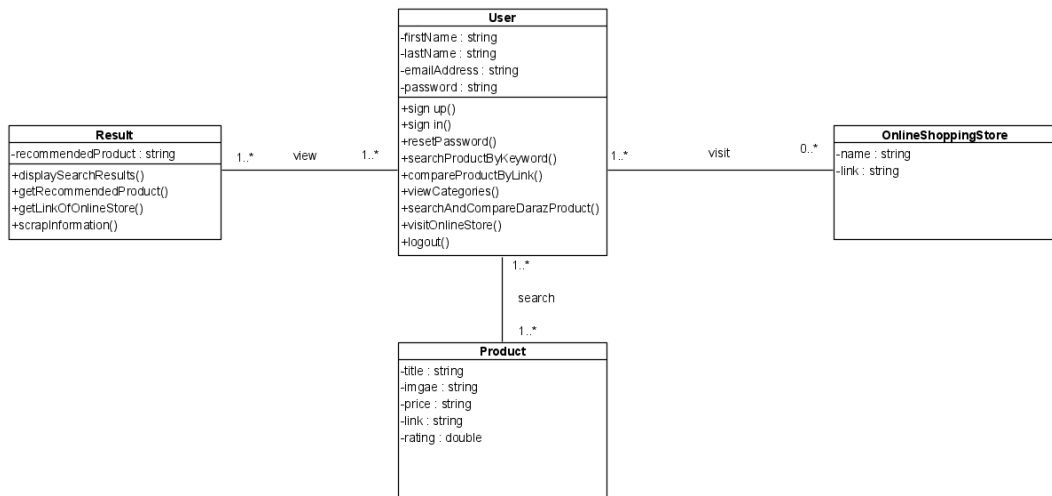 User
-firstName : string
-lastName : string
-emailAddress : string
-password : string
+sign up()
+sign in()
+resetPassword()
+searchProductByKeyword()
+compareProductByLink()
+viewCategories()
+searchAndCompareDarazProduct()
+visitOnlineStore()
+logout()
Result
-recommendedProduct : string
+displaySearchResults()
+getRecommendedProduct()
+getLinkOfOnlineStore()
+scrapInformation()
1..*
view
1..*
1..*
visit
0..*
OnlineShoppingStore
-name : string
-link : string
1..*
search
1..*
Product
-title : string
-imgae : string
-price : string
-link : string
-rating : double